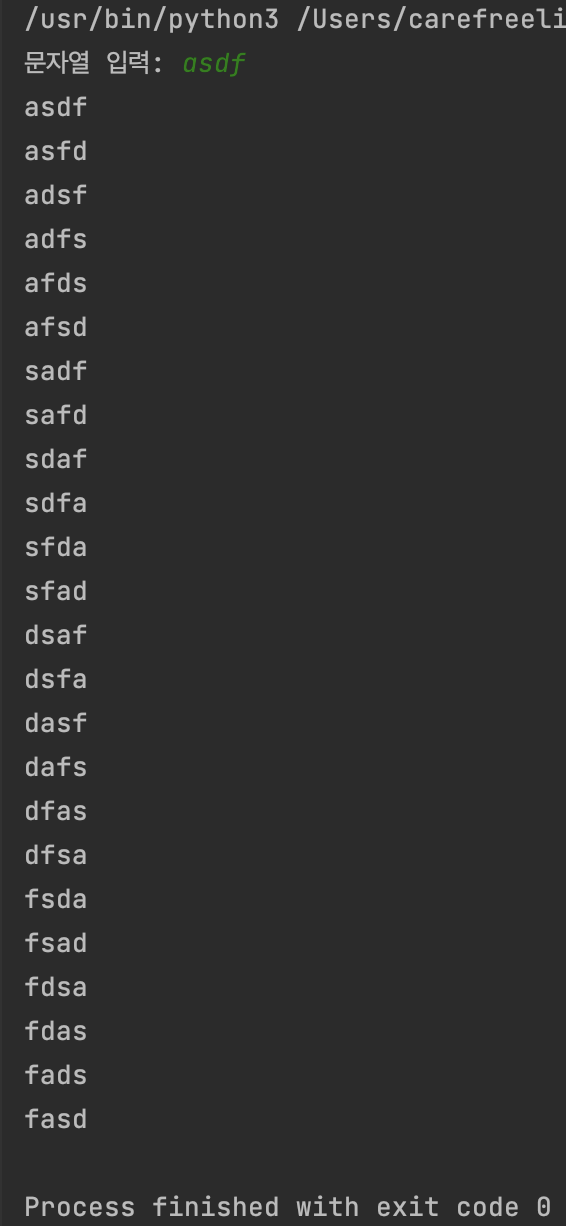 /usr/bin/python3 /Users/carefreeli
문자열 입력: asdf
asdf
asfd
adsf
adfs
afds
afsd
sadf
safd
sdaf
sdfa
sfda
sfad
dsaf
dsfa
dasf
dafs
dfas
dfsa
fsda
fsad
fdsa
fdas
fads
fasd
Process finished with exit code 0